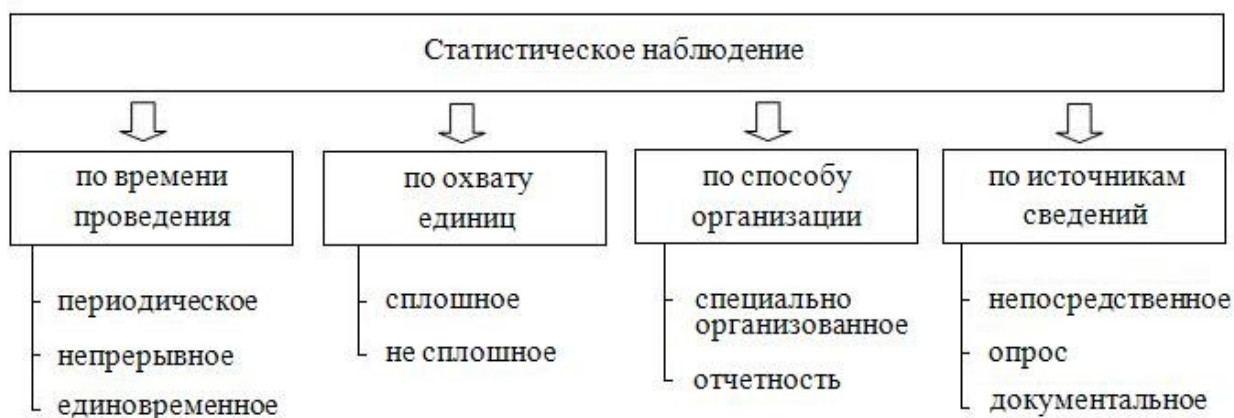 Статистическое наблюдение
по времени
проведения
периодическое
непрерывное
единовременное
по охвату
единиц
сплошное
не сплошное
по способу
организации
специально
организованное
отчетность
по источникам
сведений
непосредственное
опрос
документальное